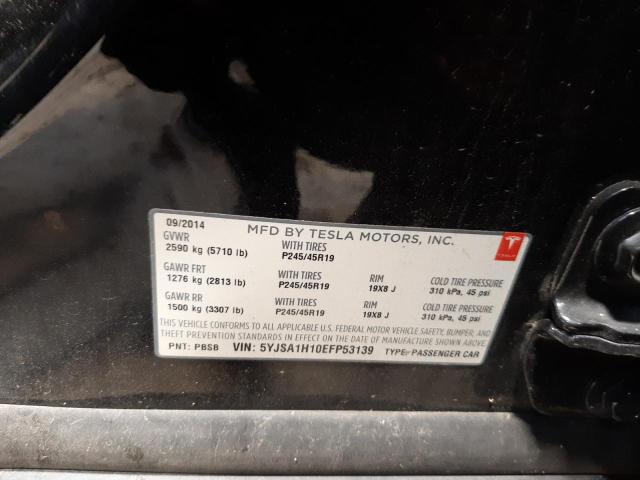 09/2014 MFD BY TESLA MOTORS, INC.
GVWR WITH TIRES
2590 kg (5710 lb) P245/45R19
TESLA
GAWR FRT WITH TIRES RIM COLD TIRE PRESSURE
1276 kg (2813 lb) P245/45R19 19X8 J 310 kPa, 45 psi
GAWR RR WITH TIRES RIM COLD TIRE PRESSURE
1500 kg (3307 lb) P245/45R19 19X8 J 310 kPa, 45 psi
THIS VEHICLE CONFORMS TO ALL APPLICABLE U.S. FEDERAL MOTOR VEHICLE SAFETY, BUMPER, AND
THEFT PREVENTION STANDARDS IN EFFECT ON THE DATE OF MANUFACTURE SHOWN ABOVE.
PNT: PBSB VIN: 5YJSA1H10EFP53139 TYPE: PASSENGER CAR